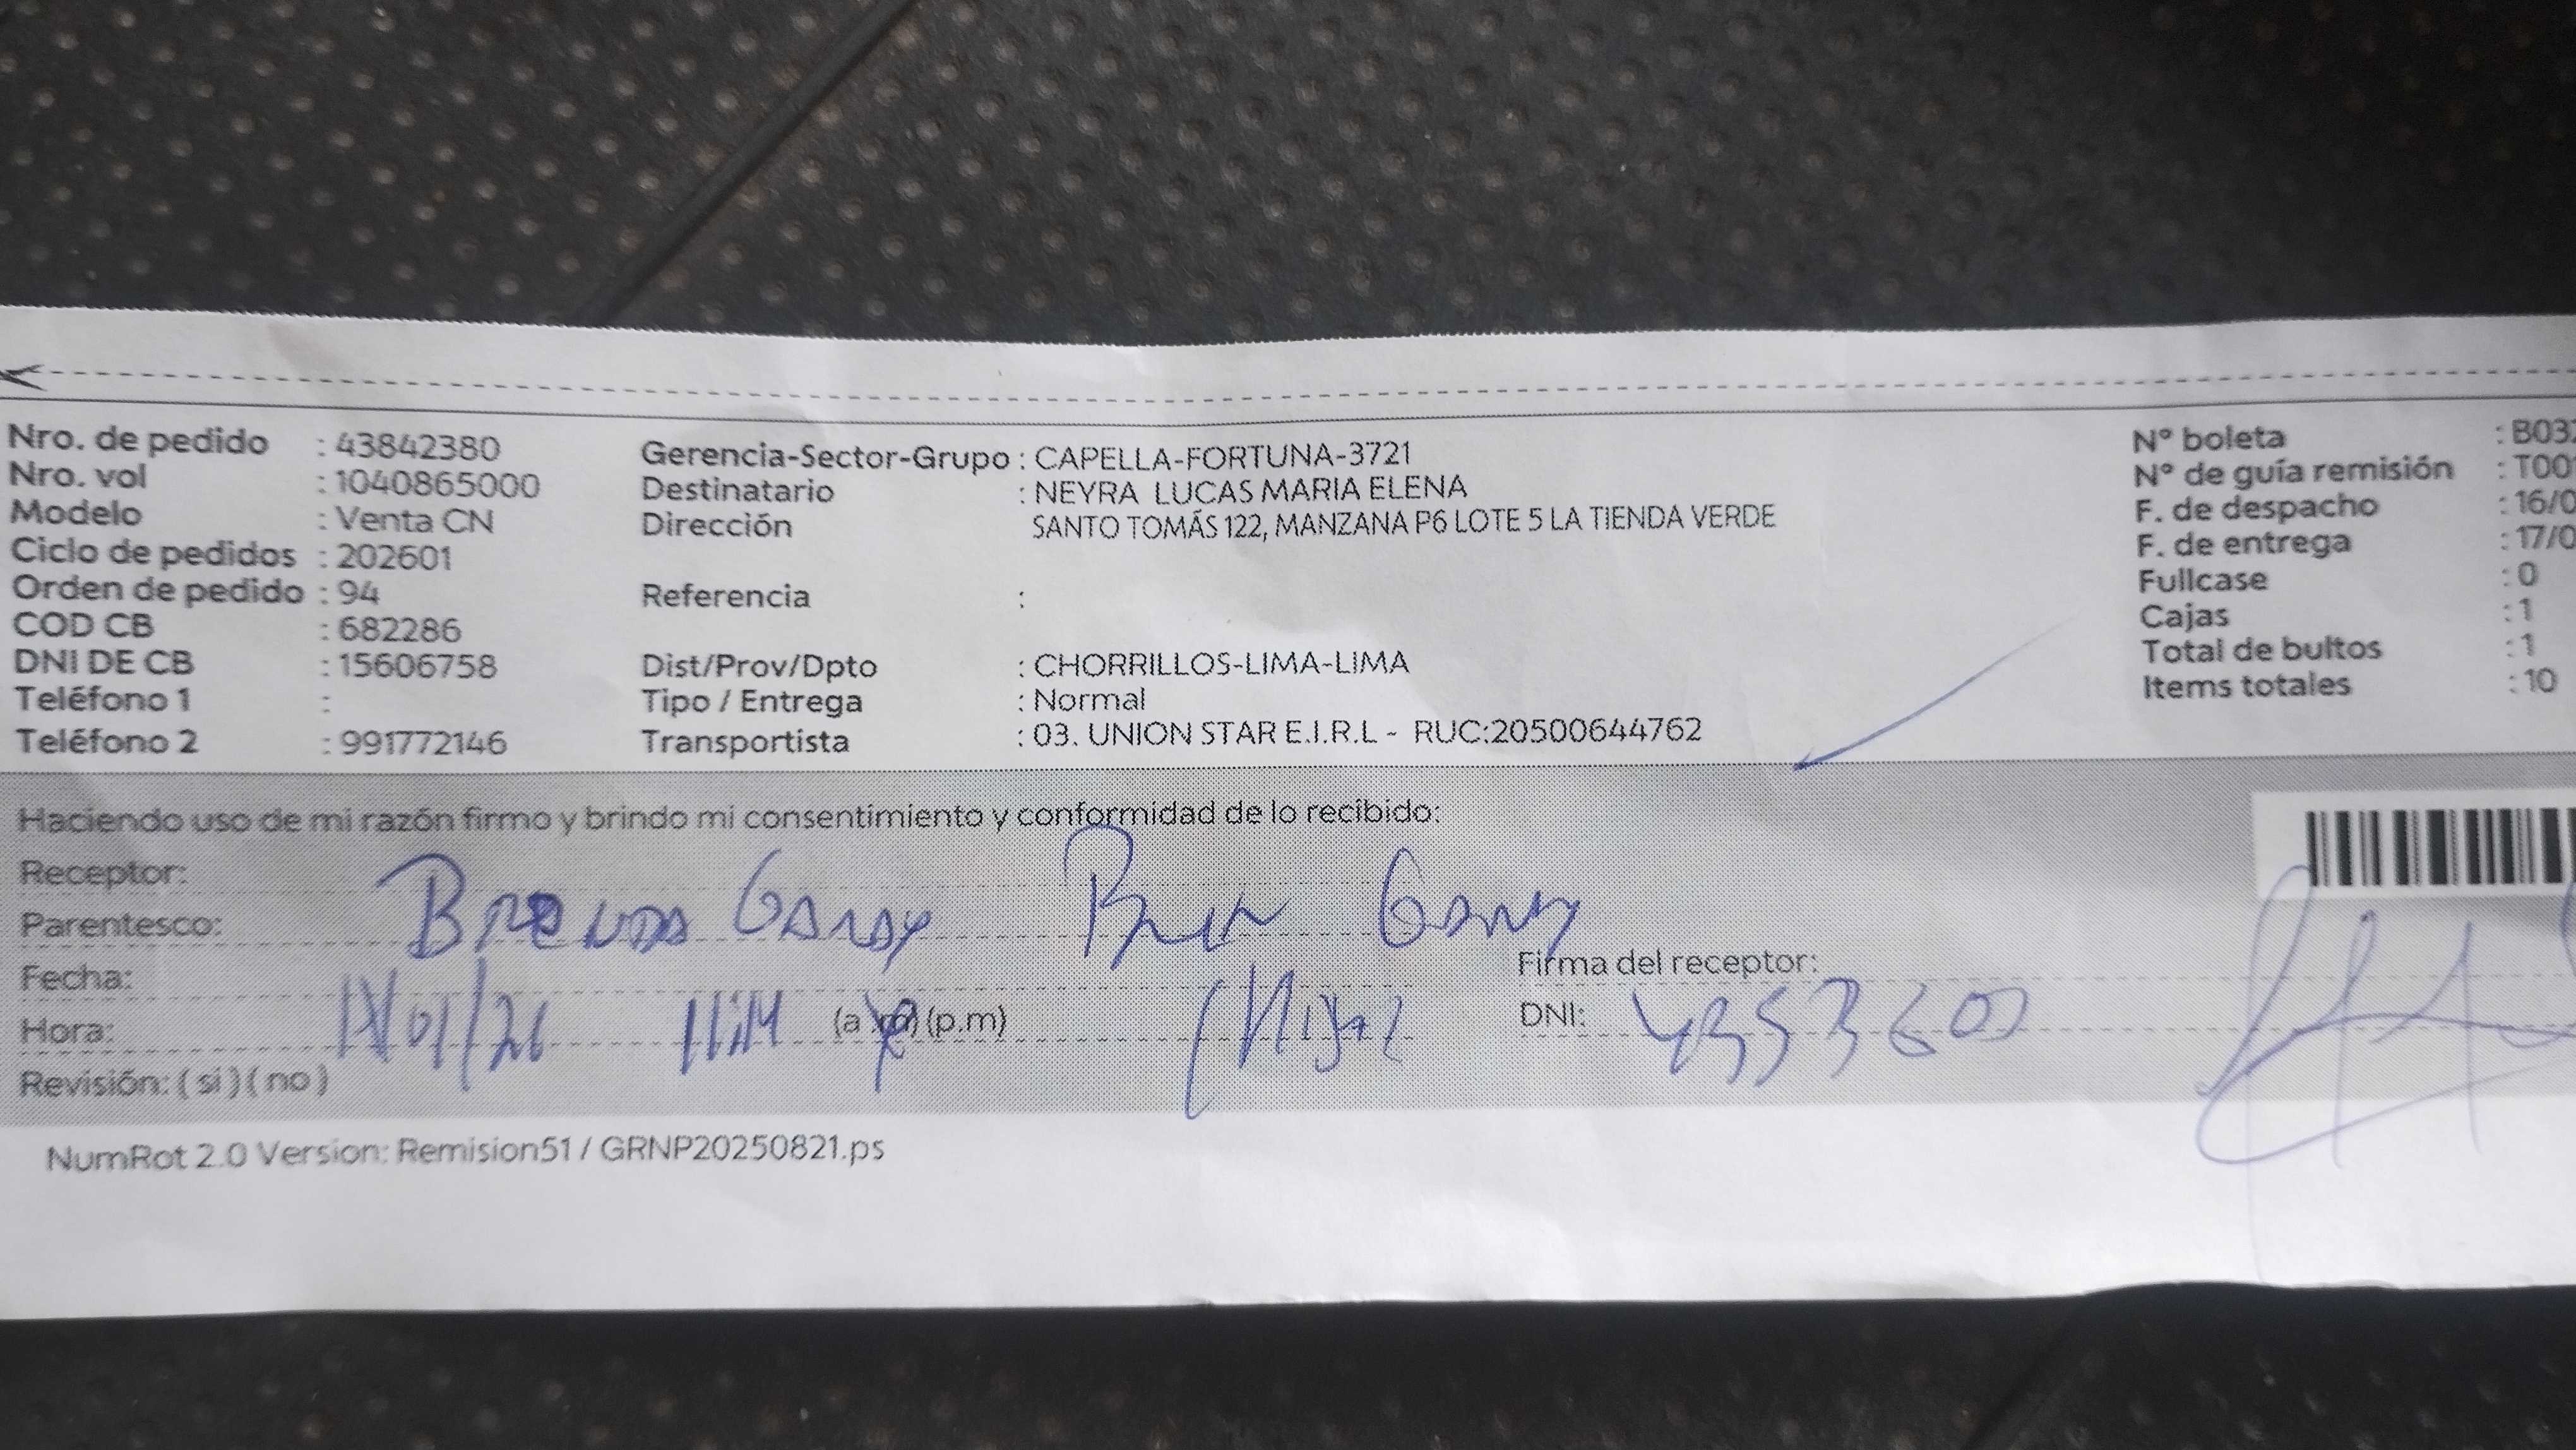 Nro. de pedido : 43842380
Nro. vol : 1040865000
Modelo : Venta CN
Ciclo de pedidos : 202601
Orden de pedido : 94
COD CB : 682286
DNI DE CB : 15606758
Teléfono 1 :
Teléfono 2 : 991772146
Gerencia-Sector-Grupo : CAPELLA-FORTUNA-3721
Destinatario : NEYRA LUCAS MARIA ELENA
Dirección SANTO TOMÁS 122, MANZANA P6 LOTE 5 LA TIENDA VERDE
Referencia :
Dist/Prov/Dpto : CHORRILLOS-LIMA-LIMA
Tipo / Entrega : Normal
Transportista : 03. UNION STAR E.I.R.L - RUC:20500644762
N° boleta : B03
N° de guía remisión : T00
F. de despacho : 16/0
F. de entrega : 17/0
Fullcase : 0
Cajas : 1
Total de bultos : 1
Items totales : 10
Haciendo uso de mi razón firmo y brindo mi consentimiento y conformidad de lo recibido:
Receptor:
Parentesco: Brenda Garay
Fecha:
Firma del receptor:
Hora: (a.m) (p.m)
DNI:
Revisión: ( si ) ( no )
NumRot 2.0 Version: Remision51 / GRNP20250821.ps